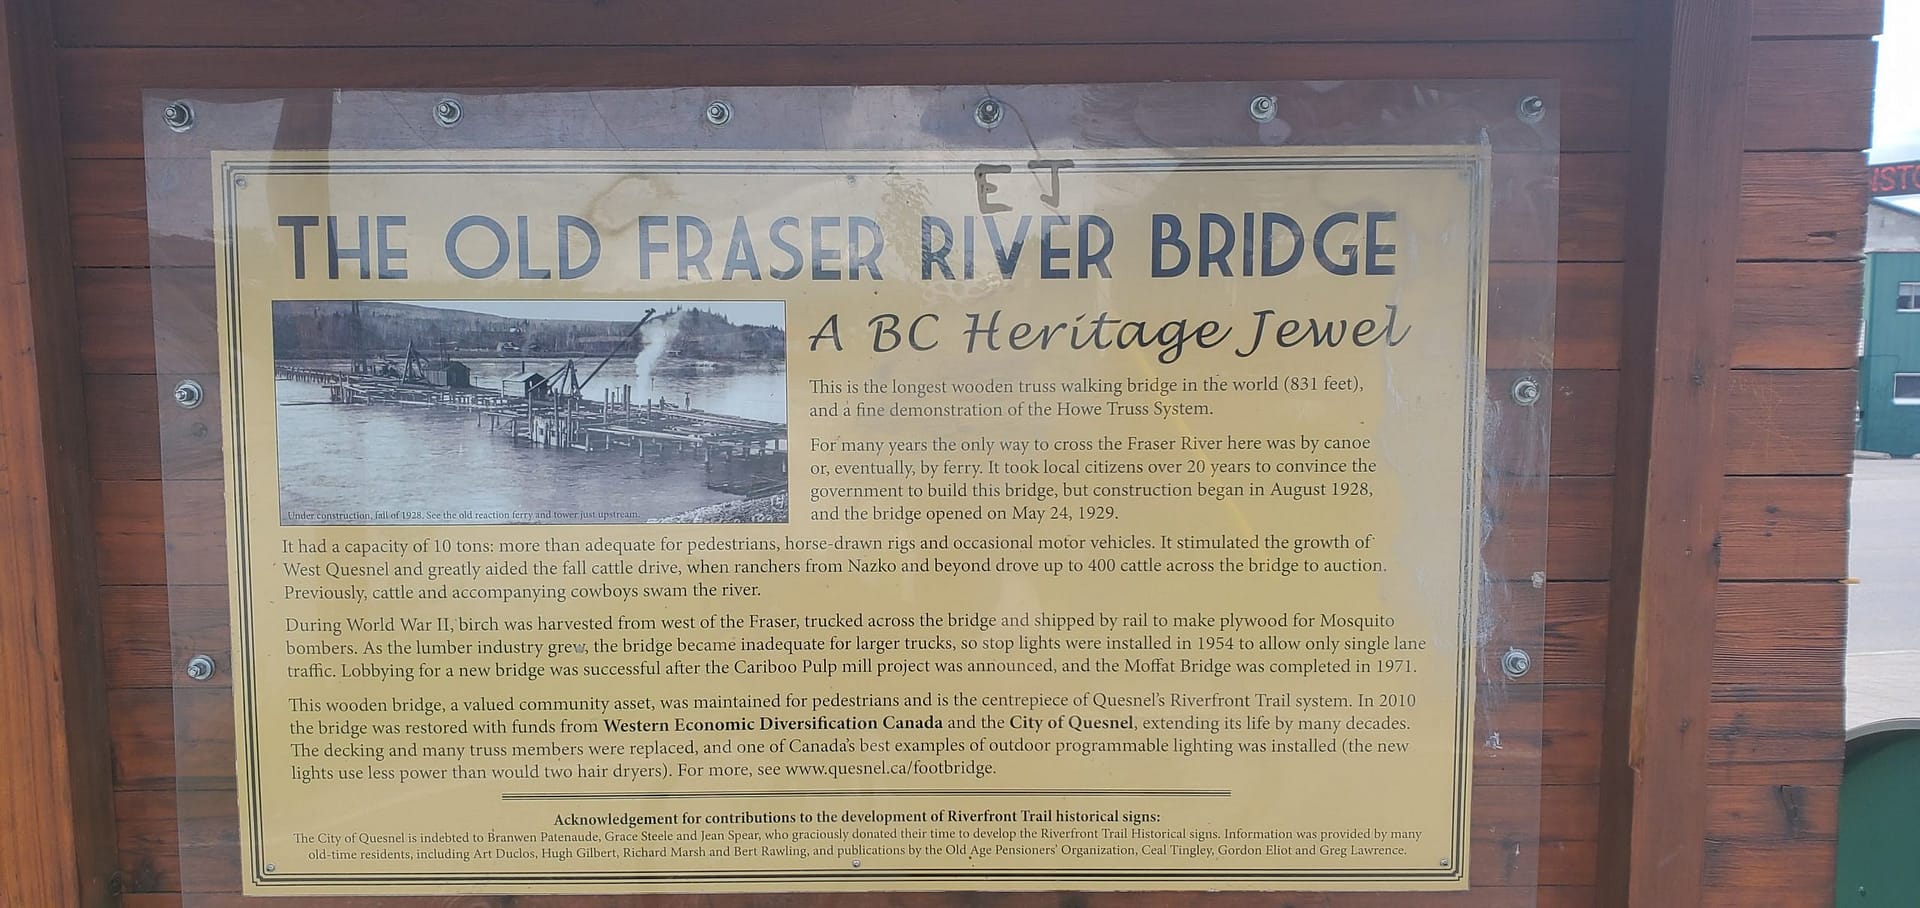 E J
THE OLD FRASER RIVER BRIDGE
A BC Heritage Jewel
This is the longest wooden truss walking bridge in the world (831 feet),
and a fine demonstration of the Howe Truss System.
For many years the only way to cross the Fraser River here was by canoe
or, eventually, by ferry. It took local citizens over 20 years to convince the
government to build this bridge, but construction began in August 1928,
and the bridge opened on May 24, 1929.
Under construction, fall of 1928. See the old reaction ferry and tower just upstream.
It had a capacity of 10 tons: more than adequate for pedestrians, horse-drawn rigs and occasional motor vehicles. It stimulated the growth of
West Quesnel and greatly aided the fall cattle drive, when ranchers from Nazko and beyond drove up to 400 cattle across the bridge to auction.
Previously, cattle and accompanying cowboys swam the river.
During World War II, birch was harvested from west of the Fraser, trucked across the bridge and shipped by rail to make plywood for Mosquito
bombers. As the lumber industry grew, the bridge became inadequate for larger trucks, so stop lights were installed in 1954 to allow only single lane
traffic. Lobbying for a new bridge was successful after the Cariboo Pulp mill project was announced, and the Moffat Bridge was completed in 1971.
This wooden bridge, a valued community asset, was maintained for pedestrians and is the centrepiece of Quesnel's Riverfront Trail system. In 2010
the bridge was restored with funds from Western Economic Diversification Canada and the City of Quesnel, extending its life by many decades.
The decking and many truss members were replaced, and one of Canada's best examples of outdoor programmable lighting was installed (the new
lights use less power than would two hair dryers). For more, see www.quesnel.ca/footbridge.
Acknowledgement for contributions to the development of Riverfront Trail historical signs:
The City of Quesnel is indebted to Branwen Patenaude, Grace Steele and Jean Spear, who graciously donated their time to develop the Riverfront Trail Historical signs. Information was provided by many
old-time residents, including Art Duclos, Hugh Gilbert, Richard Marsh and Bert Rawling, and publications by the Old Age Pensioners' Organization, Ceal Tingley, Gordon Eliot and Greg Lawrence.